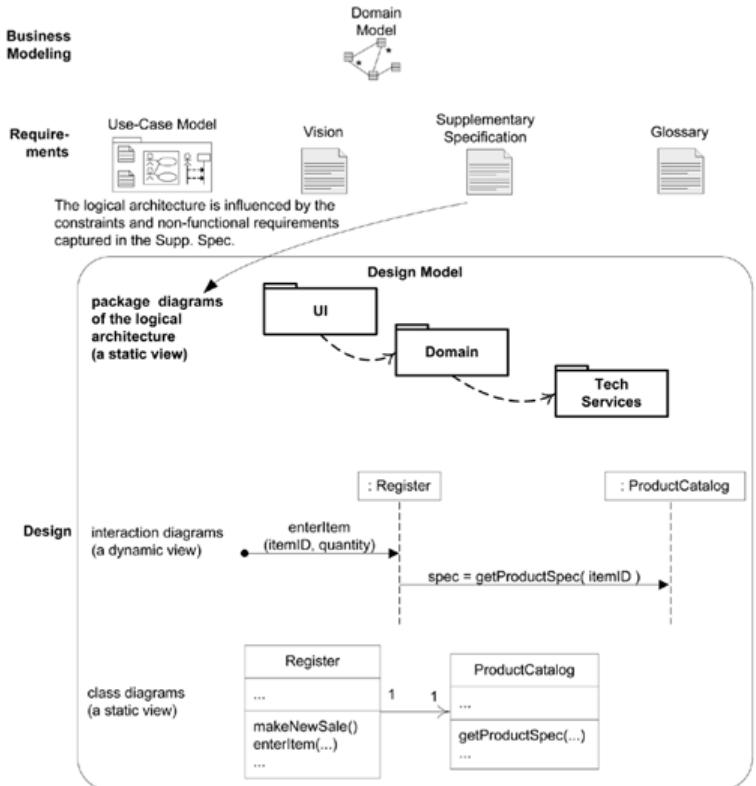 Business
Modeling
Domain
Model
*
*
Require-
ments
Use-Case Model
Vision
Supplementary
Specification
Glossary
The logical architecture is influenced by the
constraints and non-functional requirements
captured in the Supp. Spec.
Design Model
package diagrams
of the logical
architecture
(a static view)
UI
Domain
Tech
Services
: Register
: ProductCatalog
Design
interaction diagrams
(a dynamic view)
enterItem
(itemID, quantity)
spec = getProductSpec( itemID )
class diagrams
(a static view)
Register
...
makeNewSale()
enterItem(...)
...
1
1
ProductCatalog
...
getProductSpec(...)
...